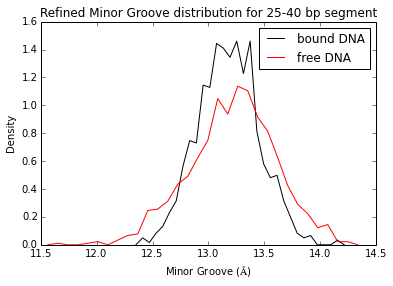 Refined Minor Groove distribution for 25-40 bp segment
1.6
1.4
1.2
1.0
0.8
0.6
0.4
0.2
0.0
Density
bound DNA
free DNA
11.5 12.0 12.5 13.0 13.5 14.0 14.5
Minor Groove (Å)